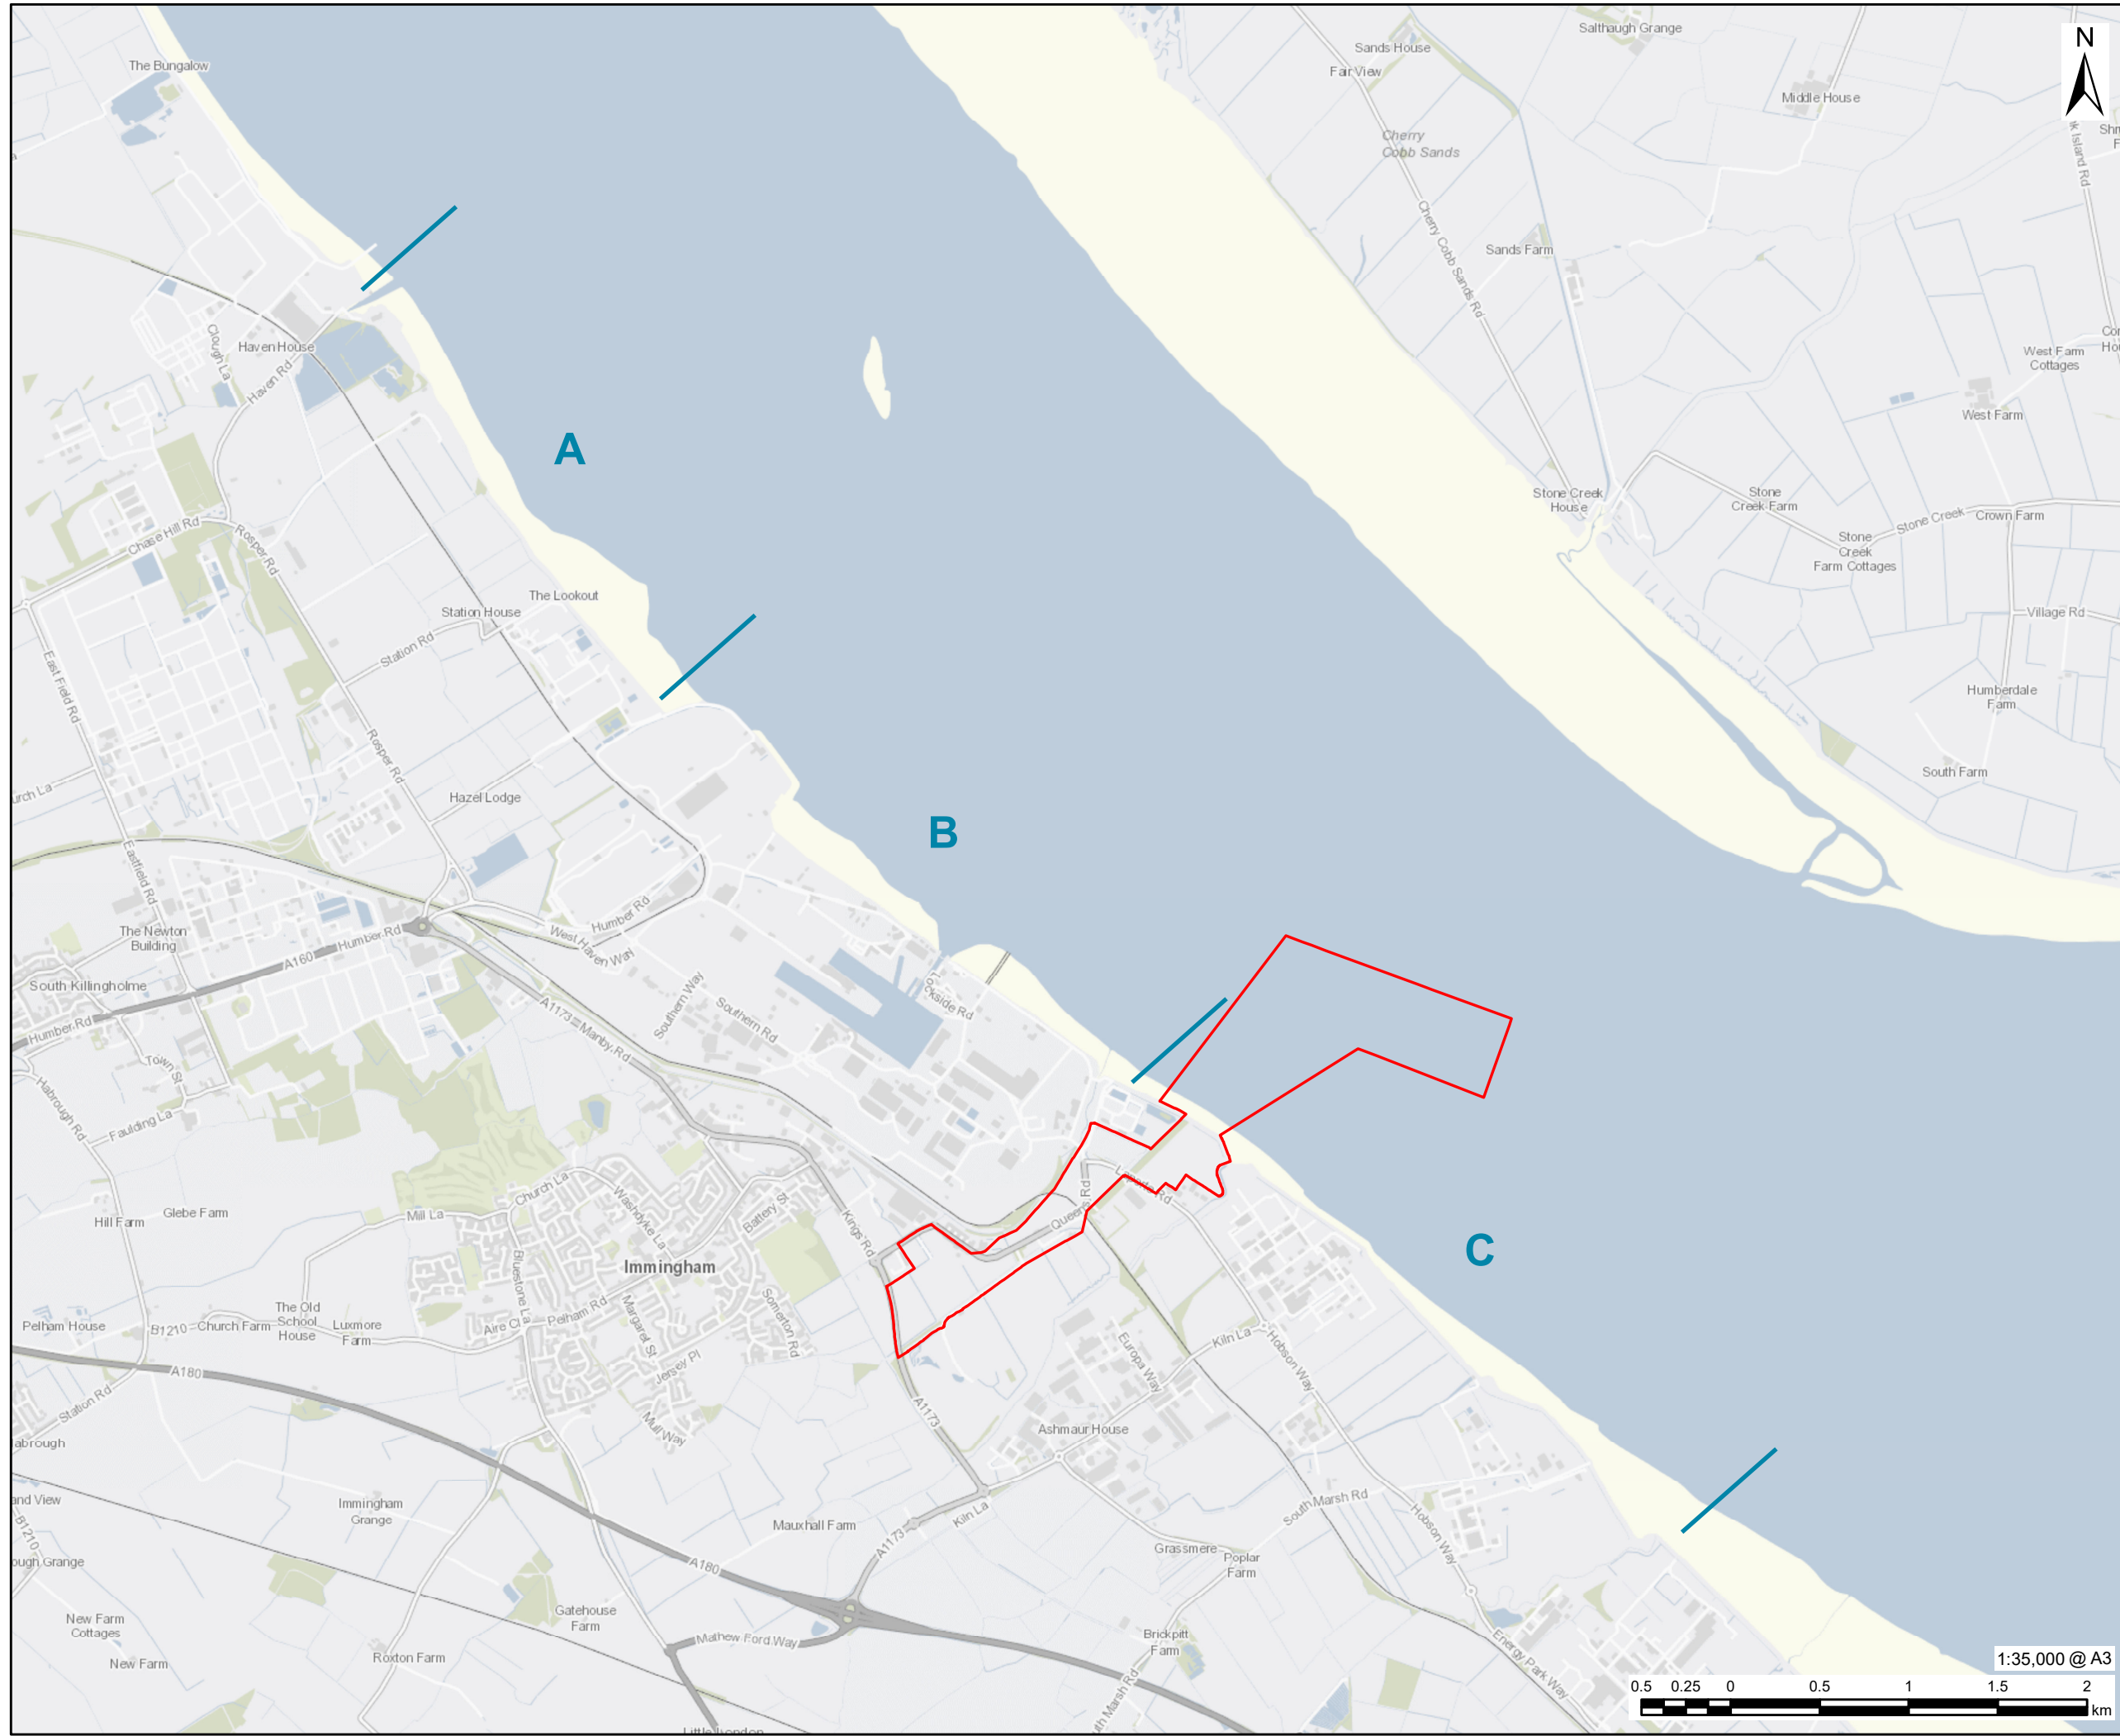 The Bungalow
Sands House
Fair View
Salthaugh Grange
N
Middle House
Cherry
Cobb Sands
Cherry Cobb Sands Rd
Sands Farm
Island Rd
West Farm
Cottages
West Farm
Haven House
Clough La
Haven Rd
A
Stone Creek
House
Stone
Creek Farm
Stone Creek
Crown Farm
Stone
Creek
Farm Cottages
Chase Hill Rd
Rosper Rd
The Lookout
Station House
Station Rd
Village Rd
East Field Rd
Humberdale
Farm
Rosper Rd
South Farm
Hazel Lodge
B
Eastfield Rd
The Newton
Building
Humber Rd
West Haven Way
Humber Rd
A160
South Killingholme
Humber Rd
A1173
Manby Rd
Southern Way
Southern Rd
Town St
Habrough Rd
Faulding La
Laporte Rd
Queens Rd
Hill Farm
Glebe Farm
Mill La
Church La
Washdyke La
Battery St
Kings Rd
C
Immingham
Bluestone La
The Old
School
House
Pelham House
B1210
Church Farm
Luxmore
Farm
Aire Cl
Pelham Rd
Margaret St
Somerton Rd
Jersey Pl
Mull Way
Kiln La
Europa Way
Hobson Way
A180
Station Rd
A1173
Ashmaur House
Immingham
Grange
B1210
Mauxhall Farm
Kiln La
A1173
South Marsh Rd
Hobson Way
Grassmere
Poplar
Farm
A180
New Farm
Cottages
New Farm
Gatehouse
Farm
Roxton Farm
Mathew Ford Way
Brickpitt
Farm
Marsh Rd
Energy Park Way
1:35,000 @ A3
0.5 0.25 0 0.5 1 1.5 2
km